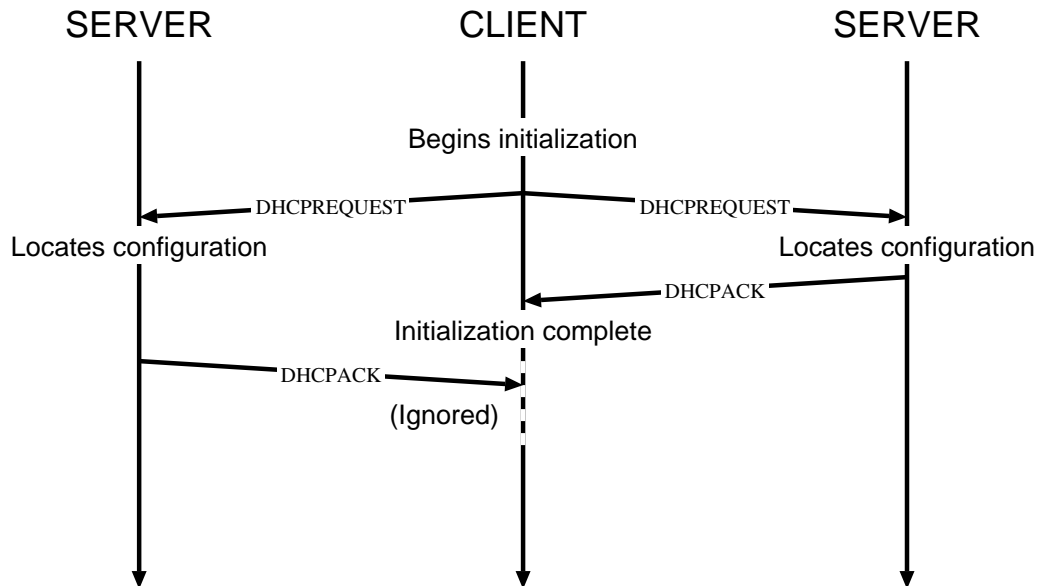 SERVER CLIENT SERVER
Begins initialization
DHCPREQUEST DHCPREQUEST
Locates configuration Locates configuration
DHCPACK
Initialization complete
DHCPACK
(Ignored)